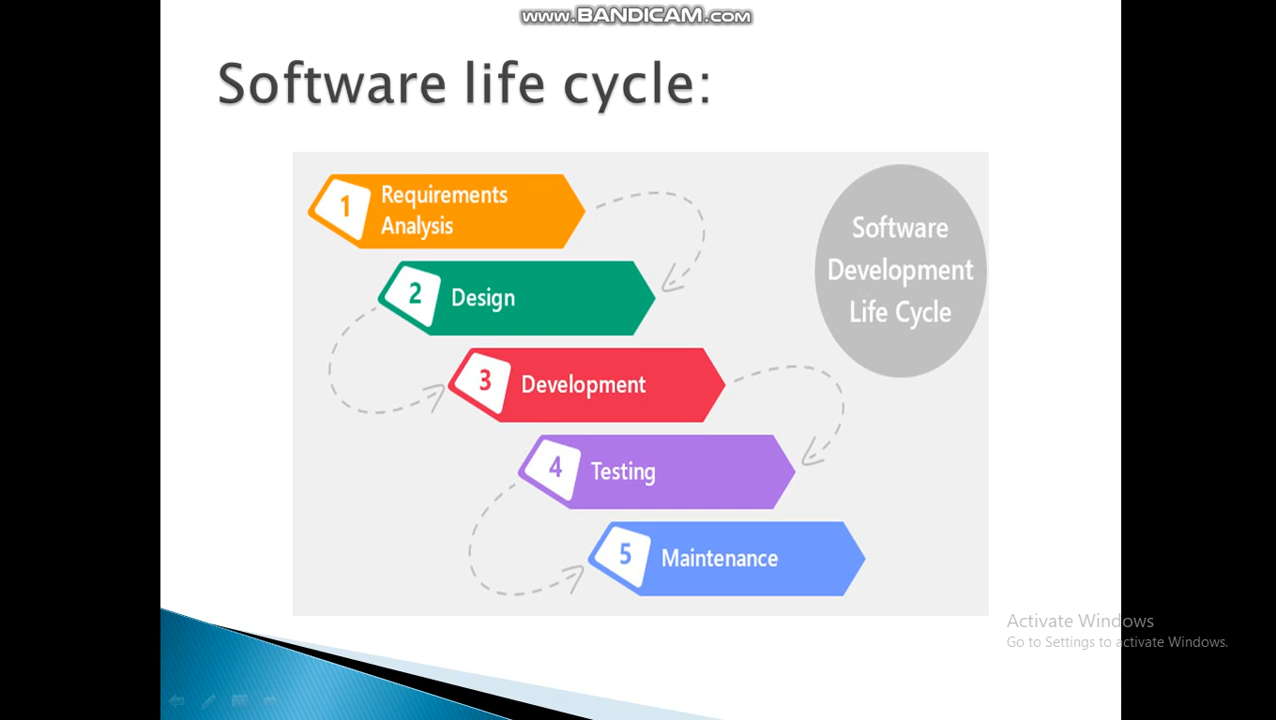 www.BANDICAM.com
Software life cycle:
1
Requirements
Analysis
2
Design
3
Development
4
Testing
5
Maintenance
Software
Development
Life Cycle
Activate Windows
Go to Settings to activate Windows.